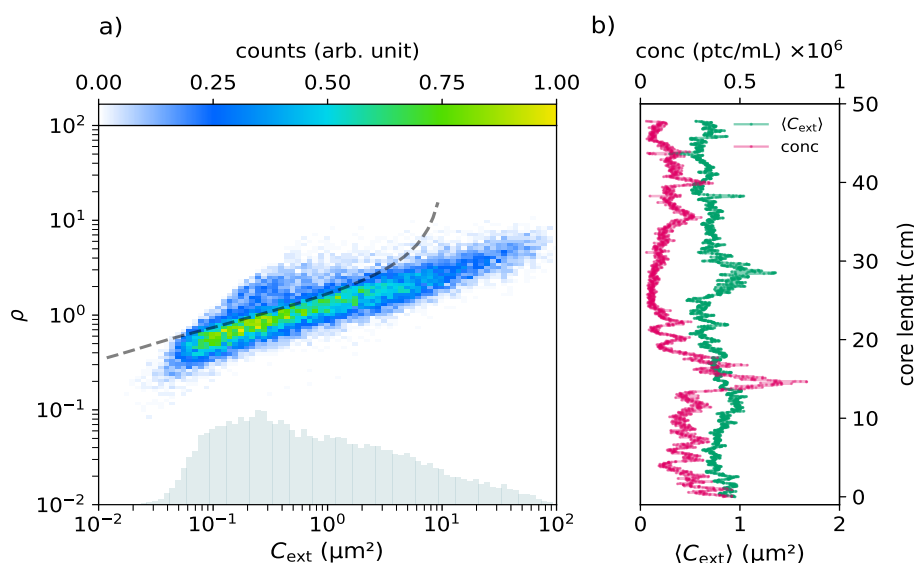 a)
counts (arb. unit)
0.00 0.25 0.50 0.75 1.00
10²
10¹
10⁰
10⁻¹
10⁻²
ρ
10⁻² 10⁻¹ 10⁰ 10¹ 10²
C_ext (µm²)
b)
conc (ptc/mL) ×10⁶
0 0.5 1
⟨C_ext⟩
conc
50
40
30
20
10
0
core lenght (cm)
0 1 2
⟨C_ext⟩ (µm²)